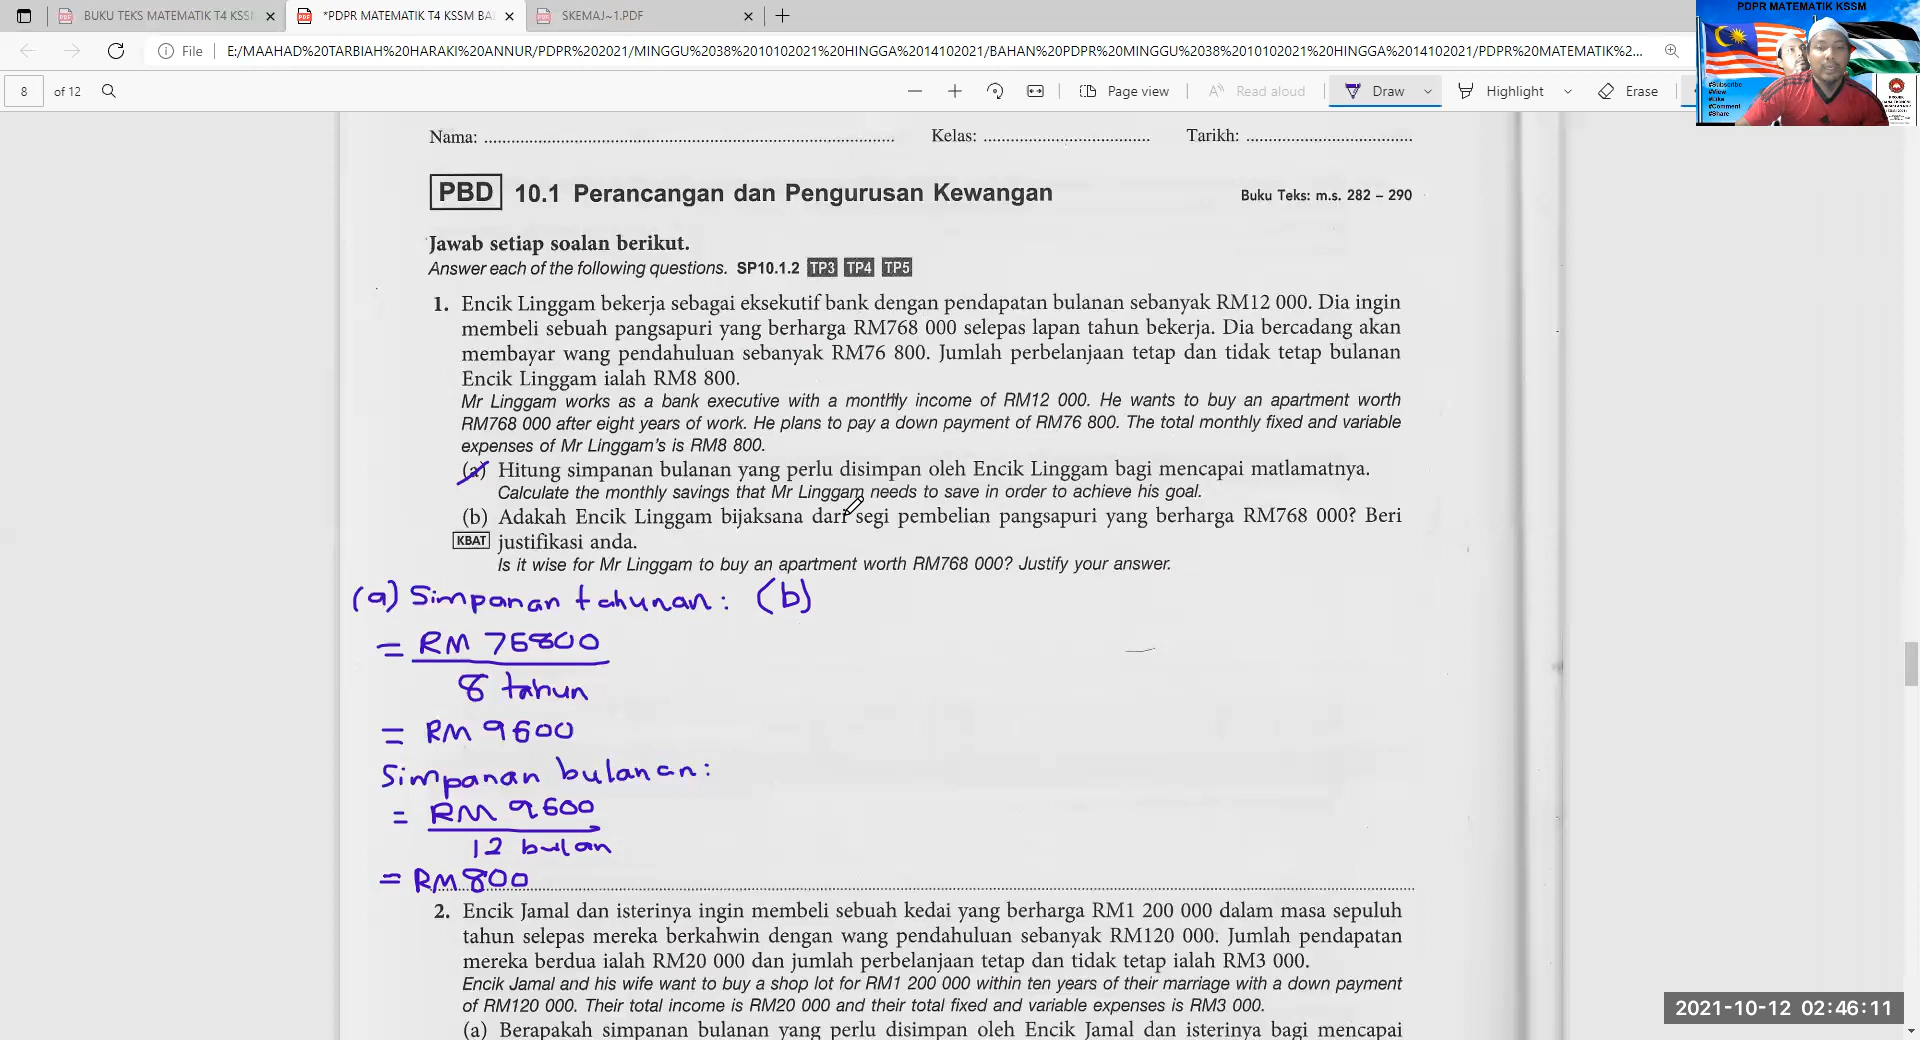 BUKU TEKS MATEMATIK T4 KSSM
*PDPR MATEMATIK T4 KSSM BA
SKEMAJ~1.PDF
File
E:/MAAHAD%20TARBIAH%20HARAKI%20ANNUR/PDPR%202021/MINGGU%2038%2010102021%20HINGGA%2014102021/BAHAN%20PDPR%20MINGGU%2038%2010102021%20HINGGA%2014102021/PDPR%20MATEMATIK%2...
8 of 12
Page view
Read aloud
Draw
Highlight
Erase
PDPR MATEMATIK KSSM
#Subscribe
#View
#Like
#Comment
#Share
Nama: Kelas: Tarikh:
PBD 10.1 Perancangan dan Pengurusan Kewangan Buku Teks: m.s. 282 – 290
Jawab setiap soalan berikut.
Answer each of the following questions. SP10.1.2 TP3 TP4 TP5
1. Encik Linggam bekerja sebagai eksekutif bank dengan pendapatan bulanan sebanyak RM12 000. Dia ingin
membeli sebuah pangsapuri yang berharga RM768 000 selepas lapan tahun bekerja. Dia bercadang akan
membayar wang pendahuluan sebanyak RM76 800. Jumlah perbelanjaan tetap dan tidak tetap bulanan
Encik Linggam ialah RM8 800.
Mr Linggam works as a bank executive with a monthly income of RM12 000. He wants to buy an apartment worth
RM768 000 after eight years of work. He plans to pay a down payment of RM76 800. The total monthly fixed and variable
expenses of Mr Linggam's is RM8 800.
(a) Hitung simpanan bulanan yang perlu disimpan oleh Encik Linggam bagi mencapai matlamatnya.
Calculate the monthly savings that Mr Linggam needs to save in order to achieve his goal.
(b) Adakah Encik Linggam bijaksana dari segi pembelian pangsapuri yang berharga RM768 000? Beri
KBAT justifikasi anda.
Is it wise for Mr Linggam to buy an apartment worth RM768 000? Justify your answer.
(a) Simpanan tahunan: (b)
= RM 76800
8 tahun
= RM 9600
Simpanan bulanan:
= RM 9600
12 bulan
= RM 800
2. Encik Jamal dan isterinya ingin membeli sebuah kedai yang berharga RM1 200 000 dalam masa sepuluh
tahun selepas mereka berkahwin dengan wang pendahuluan sebanyak RM120 000. Jumlah pendapatan
mereka berdua ialah RM20 000 dan jumlah perbelanjaan tetap dan tidak tetap ialah RM3 000.
Encik Jamal and his wife want to buy a shop lot for RM1 200 000 within ten years of their marriage with a down payment
of RM120 000. Their total income is RM20 000 and their total fixed and variable expenses is RM3 000.
(a) Berapakah simpanan bulanan yang perlu disimpan oleh Encik Jamal dan isterinya bagi mencapai
2021-10-12 02:46:11